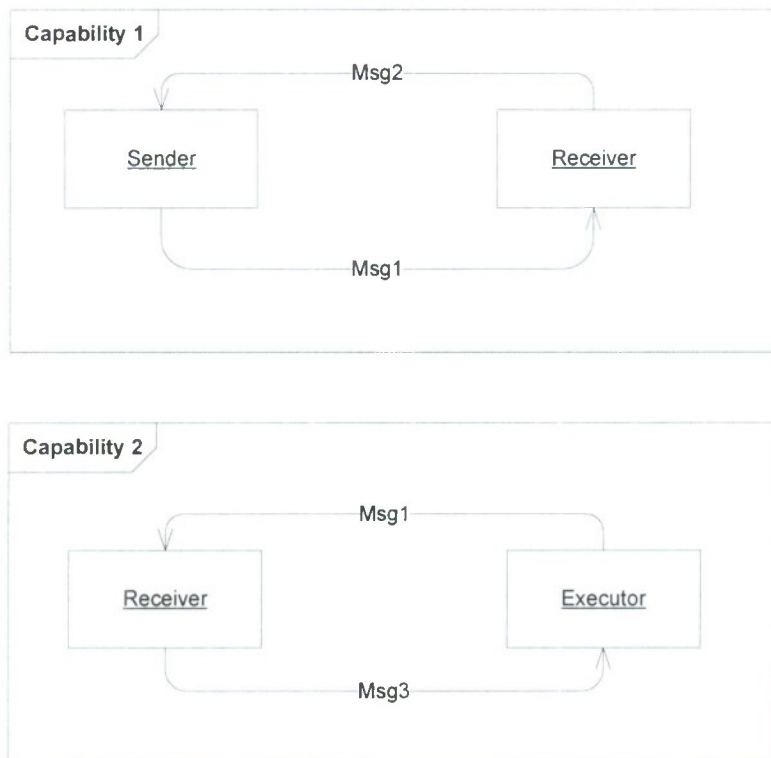 Capability 1
Msg2
Sender
Receiver
Msg1
Capability 2
Msg1
Receiver
Executor
Msg3